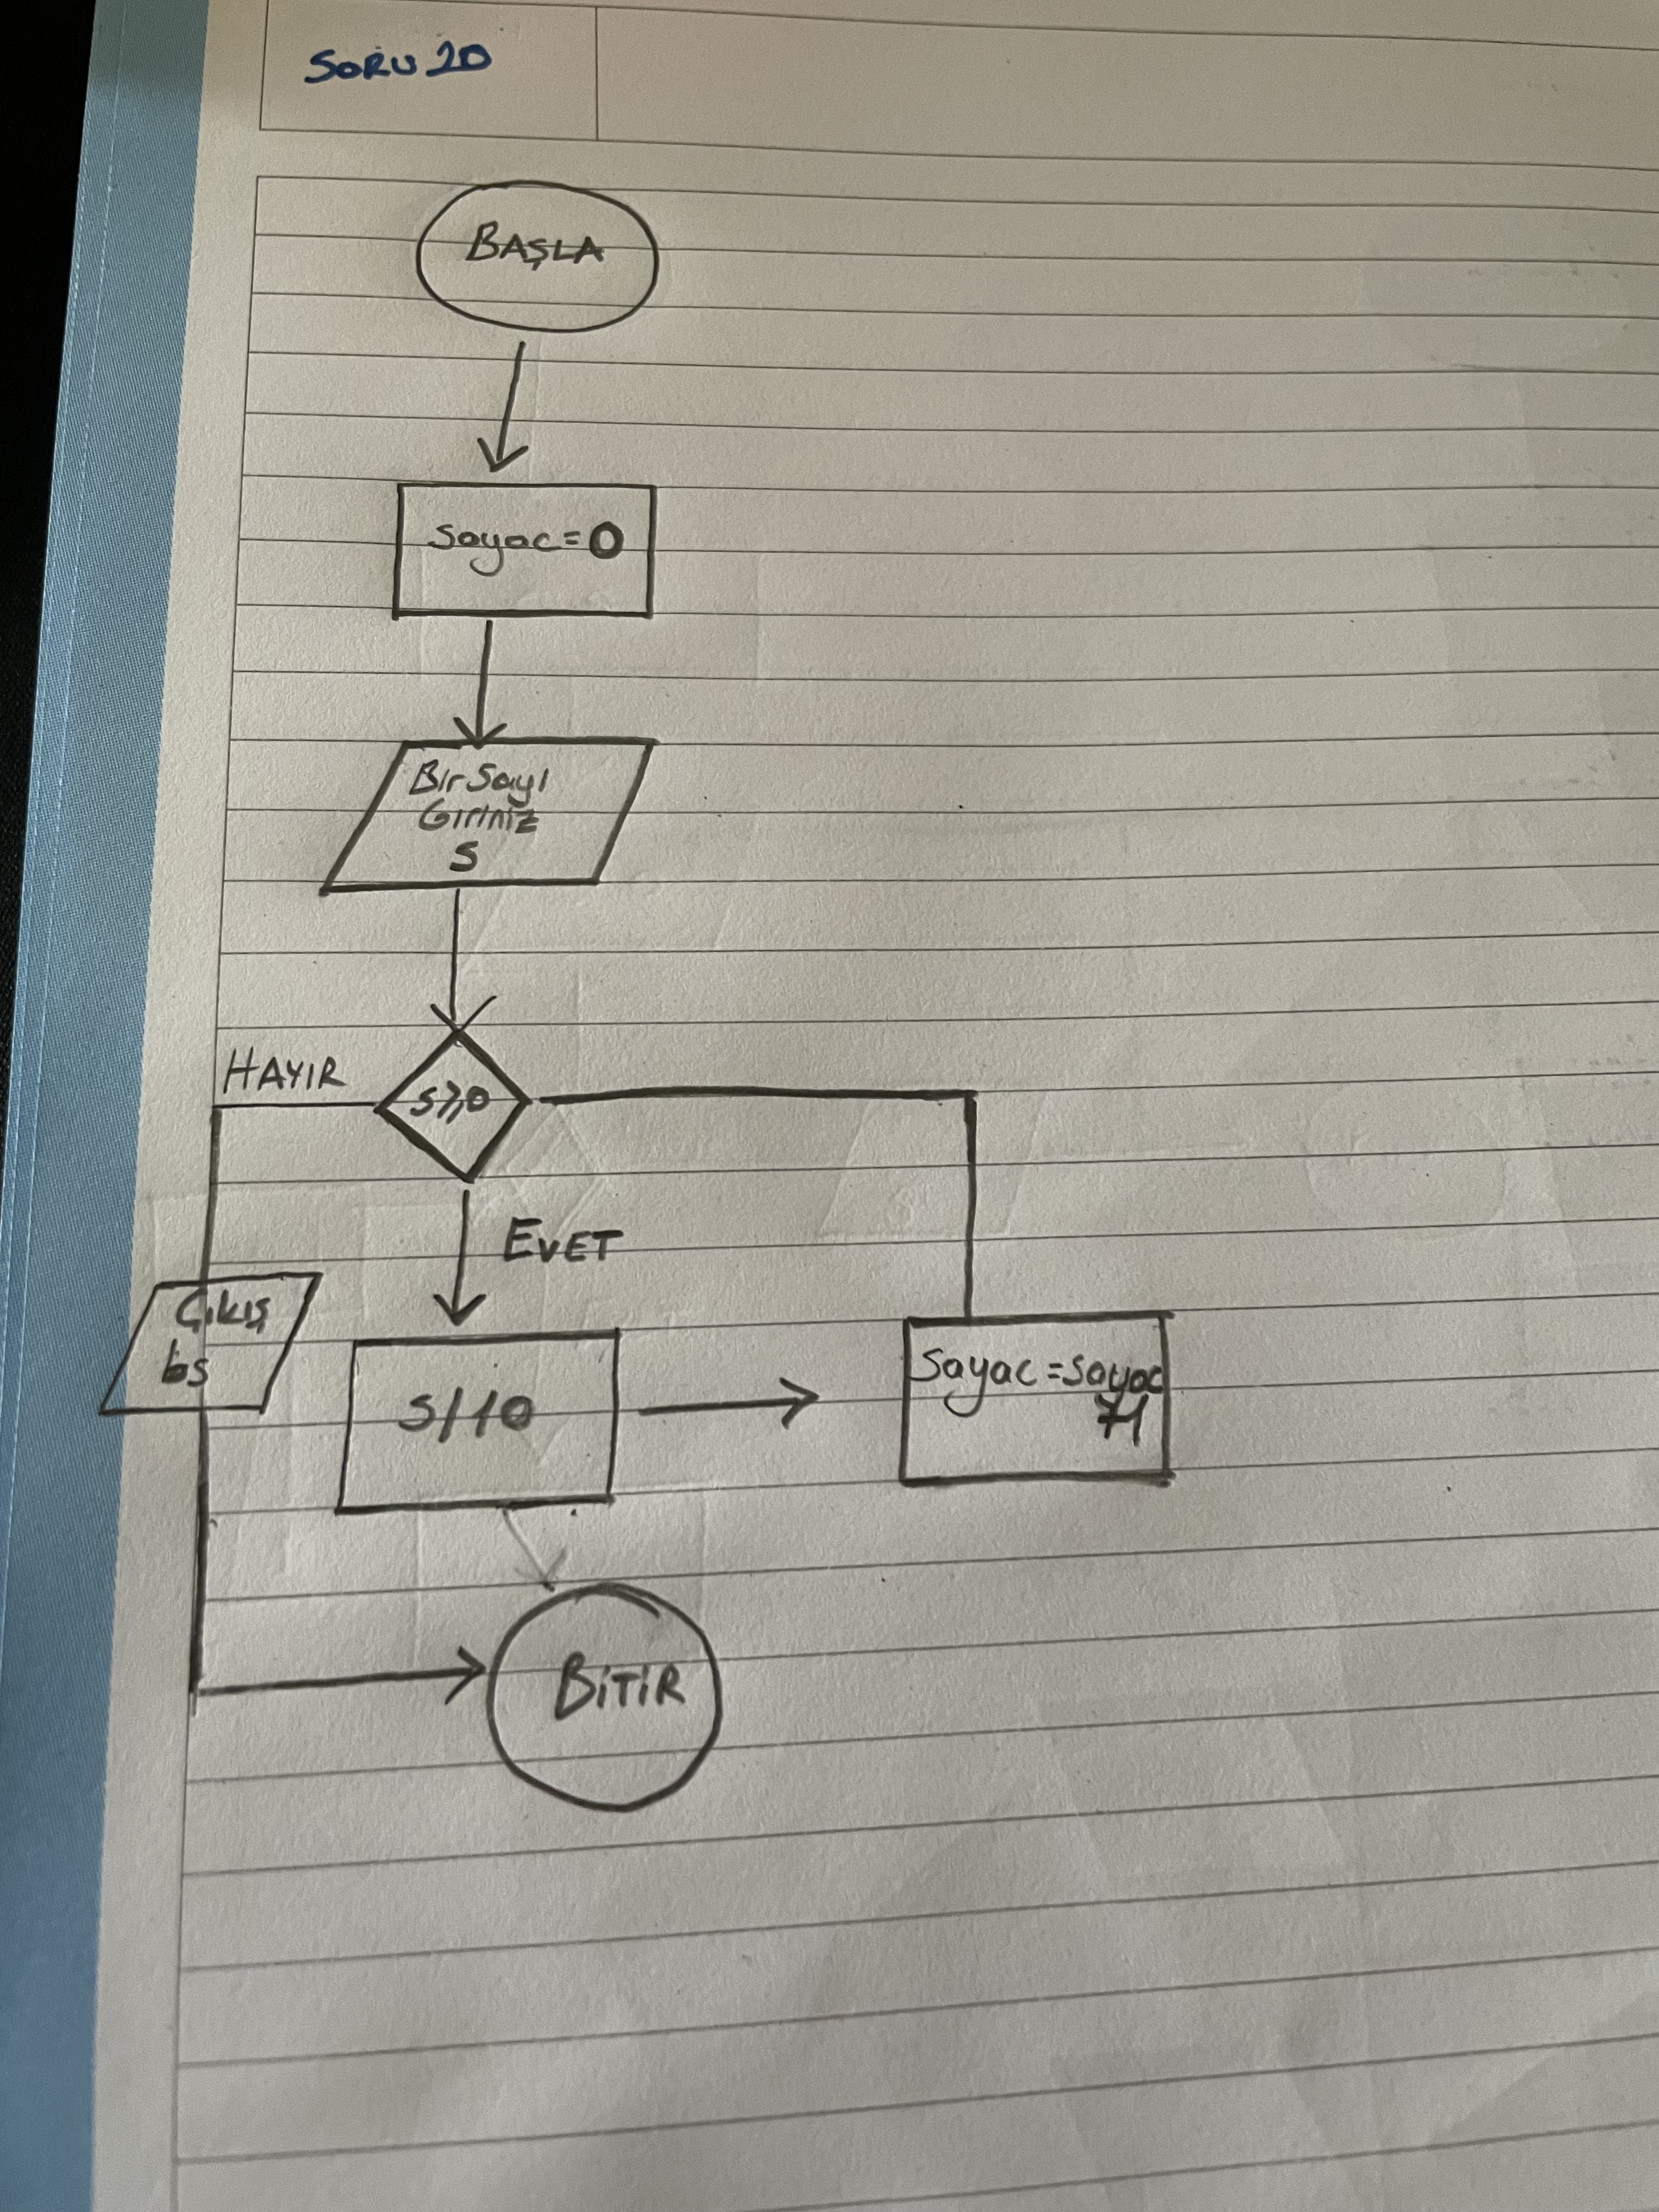 SORU 20
BAŞLA
Sayac=0
Bir Sayı
Giriniz
S
S≥0
HAYIR
EVET
Çıkış
bs
S/10
Sayac=Sayac
+1
BİTİR